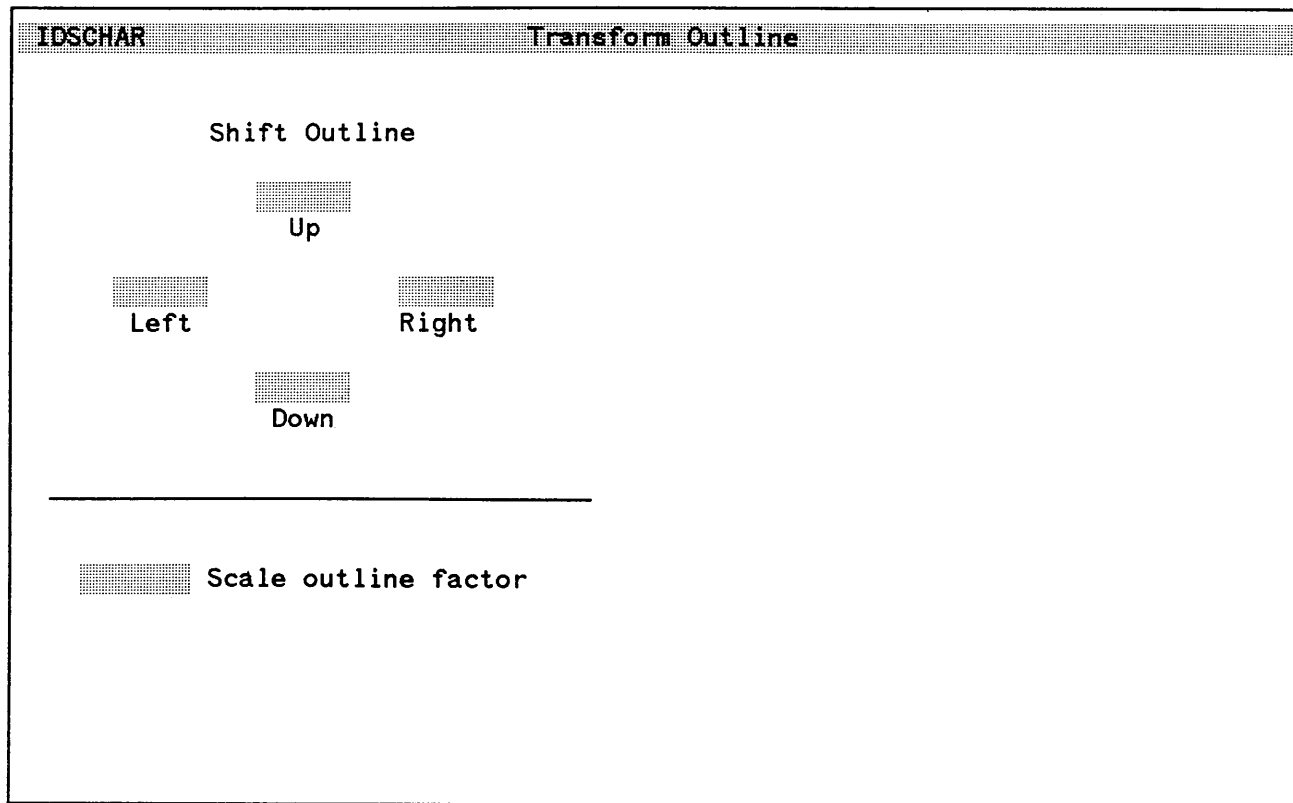 IDSCHAR Transform Outline
Shift Outline
Up
Left Right
Down
Scale outline factor